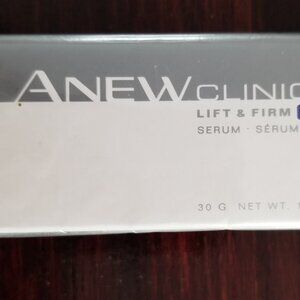 ANEW CLINIC
LIFT & FIRM
SERUM · SÉRUM
30 G NET WT.